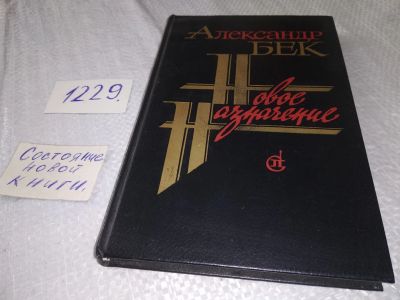 Александр
БЕК
Новое
Назначение
1229.
Состояние
новой
книги.